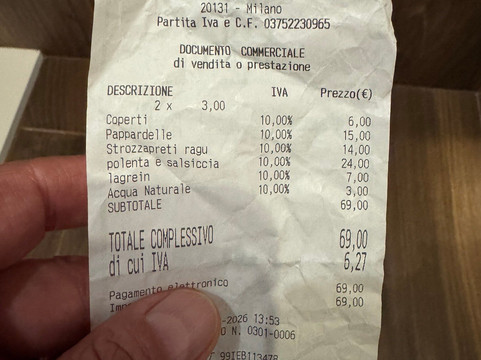 20131 - Milano
Partita Iva e C.F. 03752230965
DOCUMENTO COMMERCIALE
di vendita o prestazione
DESCRIZIONE IVA Prezzo(€)
2 x 3,00
Coperti 10,00% 6,00
Pappardelle 10,00% 15,00
Strozzapreti ragu 10,00% 14,00
polenta e salsiccia 10,00% 24,00
lagrein 10,00% 7,00
Acqua Naturale 10,00% 3,00
SUBTOTALE 69,00
TOTALE COMPLESSIVO 69,00
di cui IVA 6,27
Pagamento elettronico 69,00
69,00
-2026 13:53
N. 0301-0006
99IEB113478